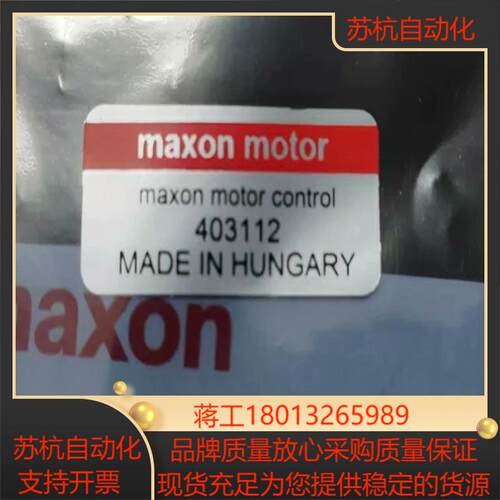 苏杭自动化
maxon motor
maxon motor control
403112
MADE IN HUNGARY
maxon
蒋工18013265989
苏杭自动化
支持开票
品牌质量放心采购质量保证
现货充足为您提供稳定的货源